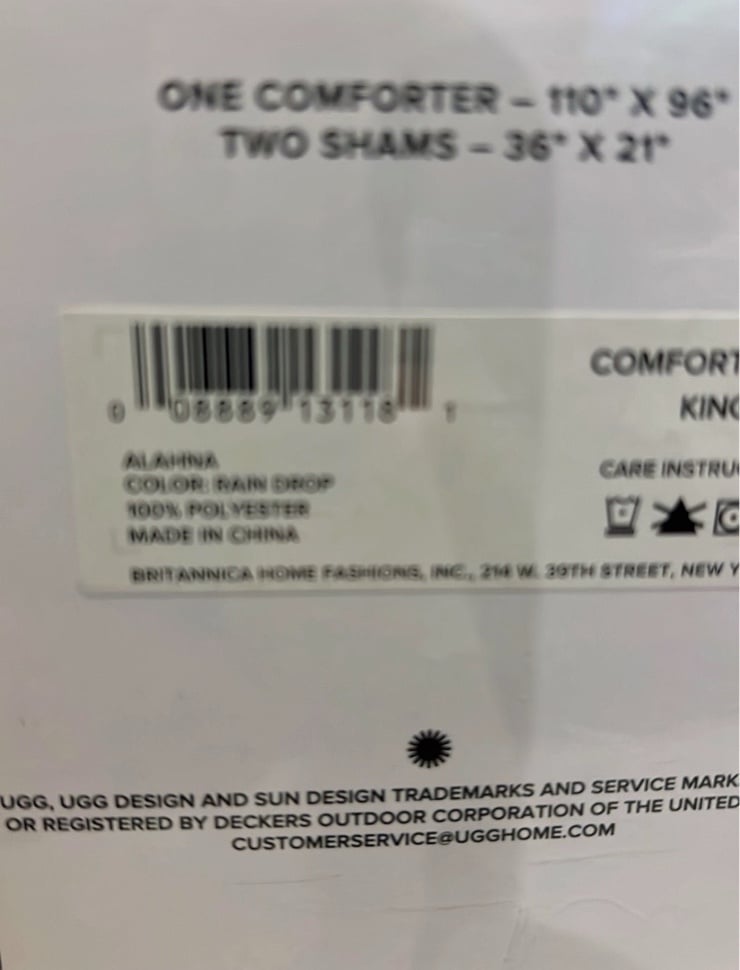 ONE COMFORTER – 110" X 96"
TWO SHAMS – 36" X 21"
COMFORT
KING
0 08889 13118 1
ALAHNA
COLOR: RAIN DROP
100% POLYESTER
MADE IN CHINA
CARE INSTRU
BRITANNICA HOME FASHIONS, INC., 214 W. 39TH STREET, NEW Y
UGG, UGG DESIGN AND SUN DESIGN TRADEMARKS AND SERVICE MARK
OR REGISTERED BY DECKERS OUTDOOR CORPORATION OF THE UNITED
CUSTOMERSERVICE@UGGHOME.COM